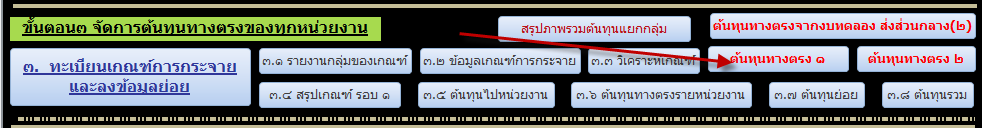 ขั้นตอน๓ จัดการต้นทุนทางตรงของทุกหน่วยงาน
สรุปภาพรวมต้นทุนแยกกลุ่ม
ต้นทุนทางตรงจากงบทดลอง ส่งส่วนกลาง(๒)
๓. ทะเบียนเกณฑ์การกระจาย
และลงข้อมูลย่อย
๓.๑ รายงานกลุ่มของเกณฑ์
๓.๒ ข้อมูลเกณฑ์การกระจาย
๓.๓ วิเคราะห์เกณฑ์
ต้นทุนทางตรง ๑
ต้นทุนทางตรง ๒
๓.๔ สรุปเกณฑ์ รอบ ๑
๓.๕ ต้นทุนไปหน่วยงาน
๓.๖ ต้นทุนทางตรงรายหน่วยงาน
๓.๗ ต้นทุนย่อย
๓.๘ ต้นทุนรวม